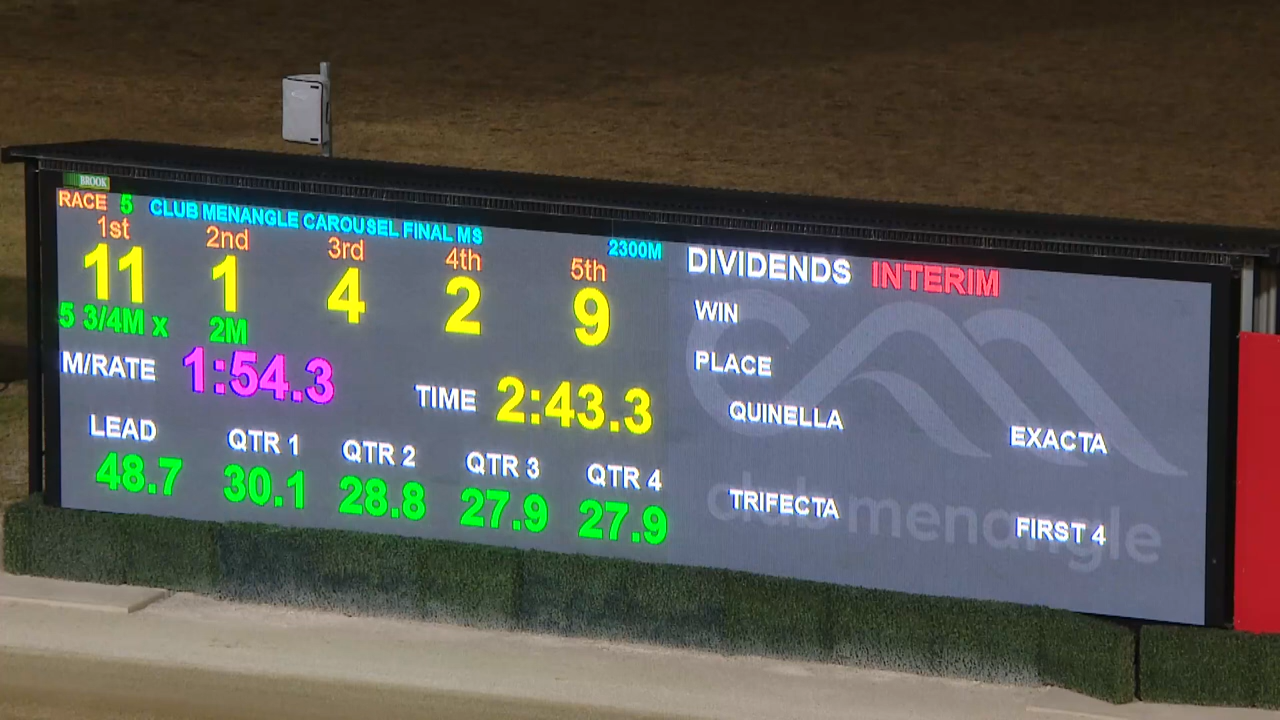 BROOK
RACE 5 CLUB MENANGLE CAROUSEL FINAL MS 2300M
1st 2nd 3rd 4th 5th
11 1 4 2 9
5 3/4M x 2M
M/RATE 1:54.3 TIME 2:43.3
LEAD QTR 1 QTR 2 QTR 3 QTR 4
48.7 30.1 28.8 27.9 27.9
DIVIDENDS INTERIM
WIN
PLACE
QUINELLA EXACTA
TRIFECTA FIRST 4
club menangle